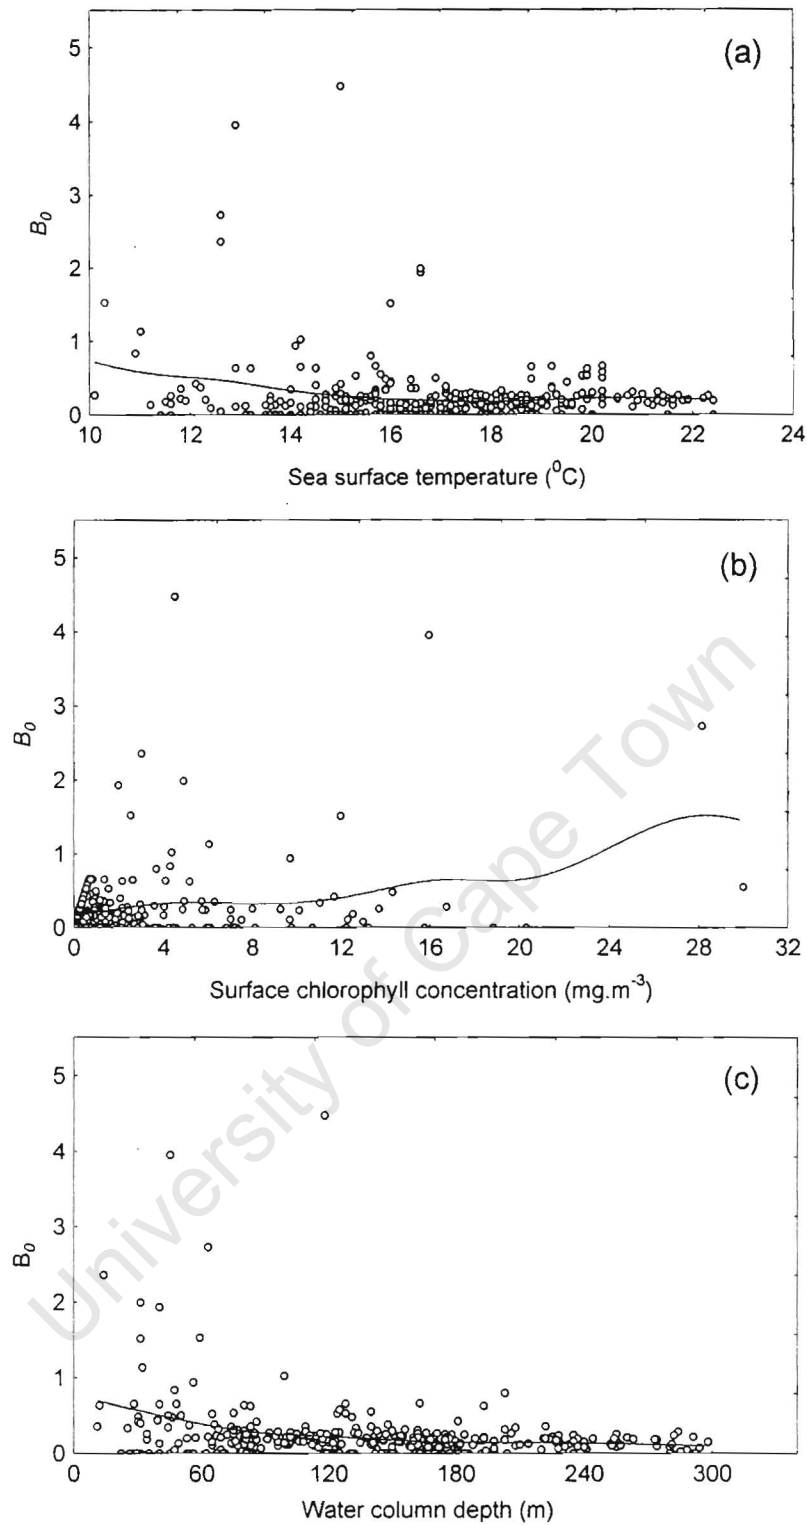 (a)
5
4
3
2
1
0
B0
10 12 14 16 18 20 22 24
Sea surface temperature (⁰C)
(b)
5
4
3
2
1
0
B0
0 4 8 12 16 20 24 28 32
Surface chlorophyll concentration (mg.m⁻³)
(c)
5
4
3
2
1
0
B0
0 60 120 180 240 300
Water column depth (m)
University of Cape Town